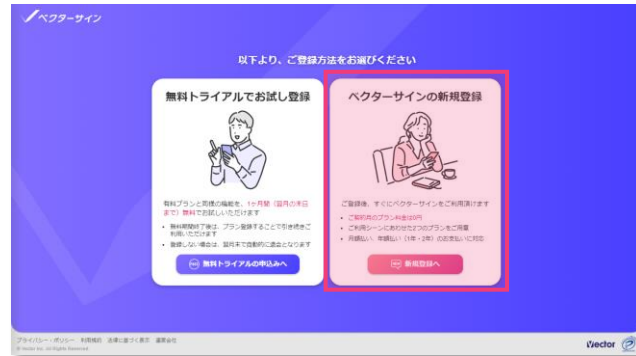 ベクターサイン
以下より、ご登録方法をお選びください
無料トライアルでお試し登録
有料プランと同様の機能を、1ヶ月間（翌月の末日
まで）無料でお試しいただけます
• 無料期間終了後は、プラン登録することで引き続きご
利用いただけます
• 登録しない場合は、翌月末で自動的に退会となります
無料トライアルの申込みへ
ベクターサインの新規登録
ご登録後、すぐにベクターサインをご利用頂けます
• ご契約月のプラン料金は0円
• ご利用シーンにあわせた2つのプランをご用意
• 月額払い、年額払い（1年・2年）のお支払いに対応
新規登録へ
プライバシー・ポリシー 利用規約 法律に基づく表示 運営会社
© Vector Inc. All Rights Reserved.
Vector